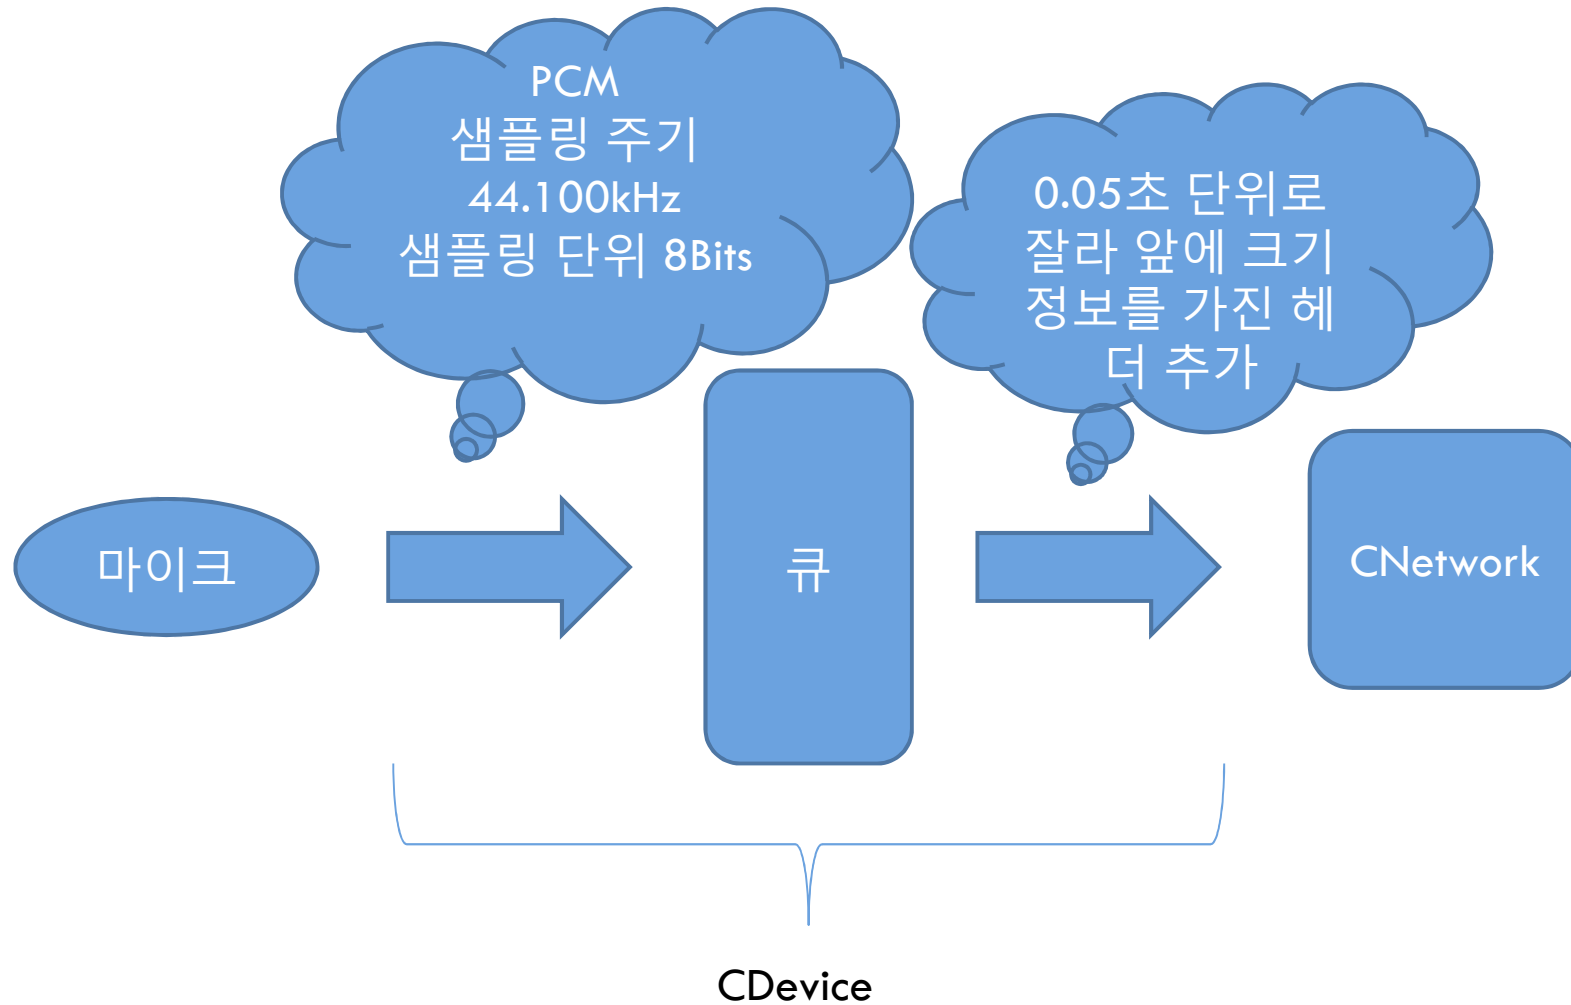 PCM
샘플링 주기
44.100kHz
샘플링 단위 8Bits
0.05초 단위로
잘라 앞에 크기
정보를 가진 헤
더 추가
마이크
큐
CNetwork
CDevice